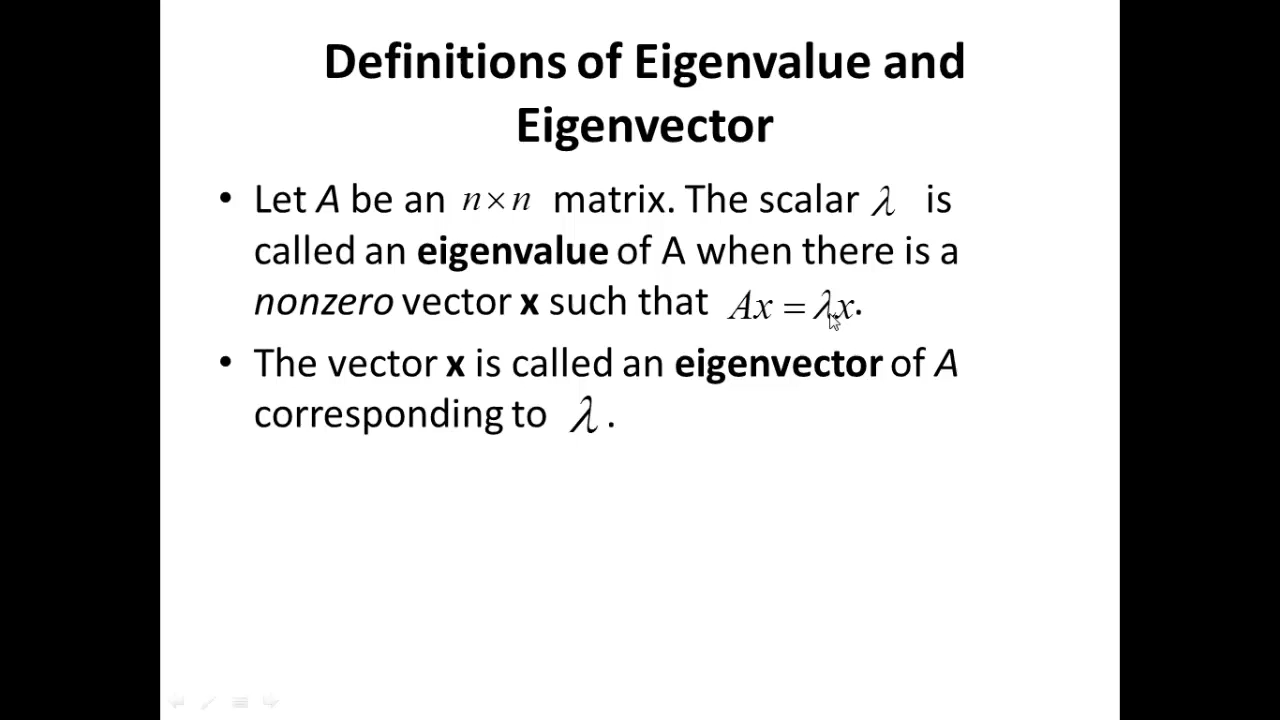 Definitions of Eigenvalue and
Eigenvector
• Let A be an n×n matrix. The scalar λ is
called an eigenvalue of A when there is a
nonzero vector x such that Ax = λx.
• The vector x is called an eigenvector of A
corresponding to λ .